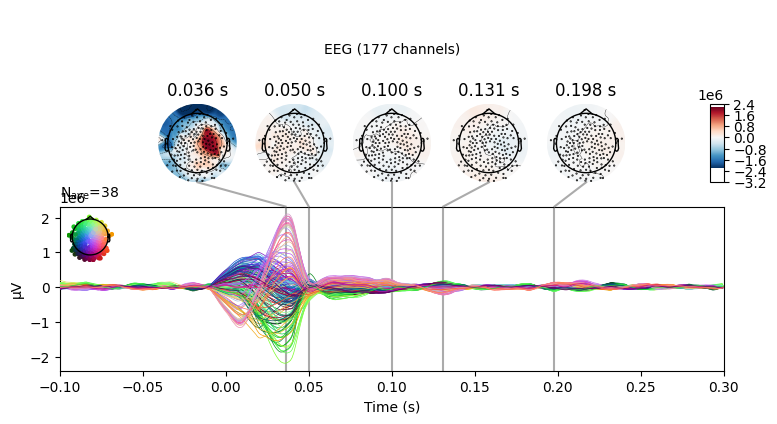 EEG (177 channels)
0.036 s 0.050 s 0.100 s 0.131 s 0.198 s
1e6
2.4
1.6
0.8
0.0
−0.8
−1.6
−2.4
−3.2
Nave=38
1e6
2
1
0
−1
−2
µV
−0.10 −0.05 0.00 0.05 0.10 0.15 0.20 0.25 0.30
Time (s)